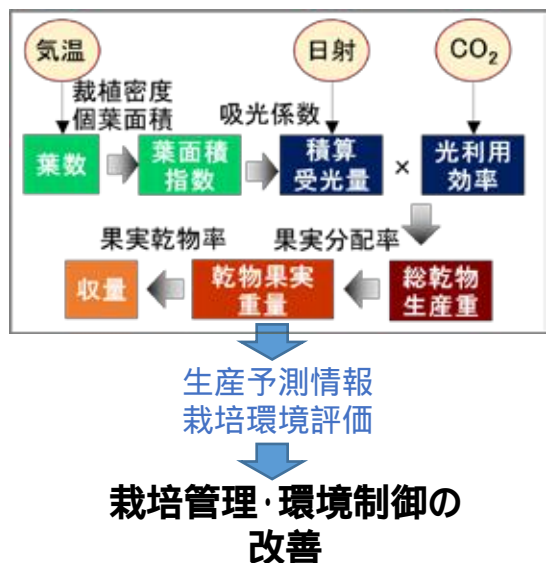 気温
日射
CO₂
裁植密度
個葉面積
吸光係数
葉数
葉面積
指数
積算
受光量
×
光利用
効率
果実乾物率
果実分配率
収量
乾物果実
重量
総乾物
生産重
生産予測情報
栽培環境評価
栽培管理・環境制御の
改善